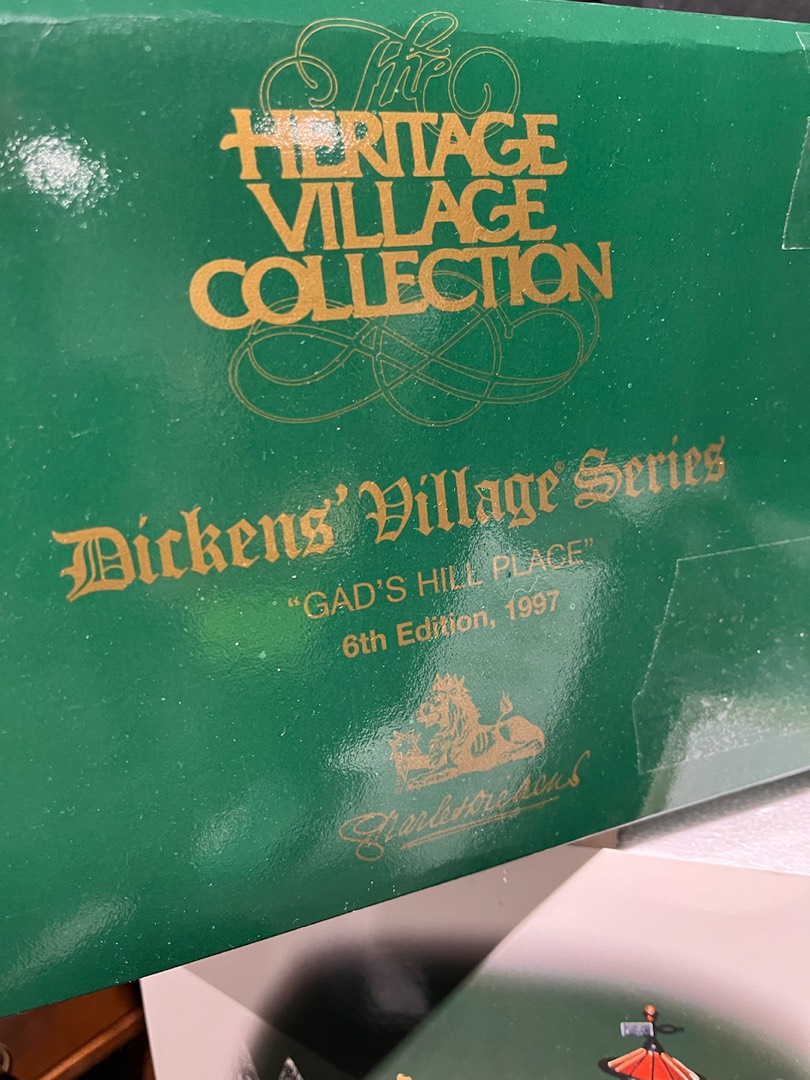 The
HERITAGE
VILLAGE
COLLECTION®
Dickens' Village® Series
"GAD'S HILL PLACE"
6th Edition, 1997
Charles Dickens